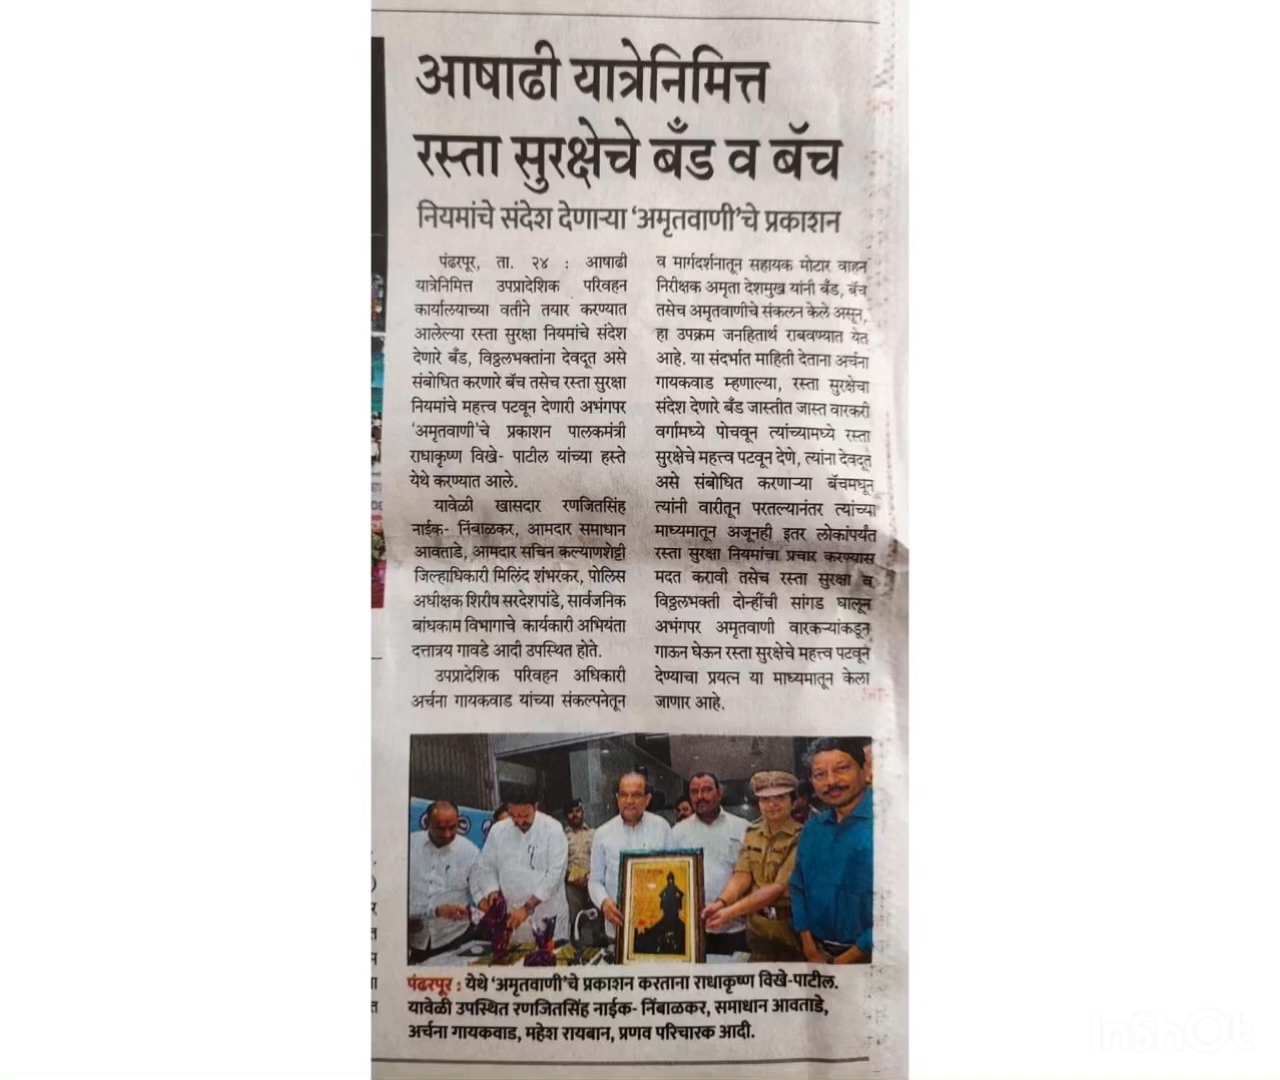 आषाढी यात्रेनिमित्त
रस्ता सुरक्षेचे बँड व बॅच
नियमांचे संदेश देणाऱ्या ‘अमृतवाणी’चे प्रकाशन
पंढरपूर, ता. २४ : आषाढी
यात्रेनिमित्त उपप्रादेशिक परिवहन
कार्यालयाच्या वतीने तयार करण्यात
आलेल्या रस्ता सुरक्षा नियमांचे संदेश
देणारे बँड, विठ्ठलभक्तांना देवदूत असे
संबोधित करणारे बॅच तसेच रस्ता सुरक्षा
नियमांचे महत्त्व पटवून देणारी अभंगपर
‘अमृतवाणी’चे प्रकाशन पालकमंत्री
राधाकृष्ण विखे- पाटील यांच्या हस्ते
येथे करण्यात आले.
यावेळी खासदार रणजितसिंह
नाईक- निंबाळकर, आमदार समाधान
आवताडे, आमदार सचिन कल्याणशेट्टी
जिल्हाधिकारी मिलिंद शंभरकर, पोलिस
अधीक्षक शिरीष सरदेशपांडे, सार्वजनिक
बांधकाम विभागाचे कार्यकारी अभियंता
दत्तात्रय गावडे आदी उपस्थित होते.
उपप्रादेशिक परिवहन अधिकारी
अर्चना गायकवाड यांच्या संकल्पनेतून
व मार्गदर्शनातून सहायक मोटार वाहन
निरीक्षक अमृता देशमुख यांनी बँड, बॅच
तसेच अमृतवाणीचे संकलन केले असून,
हा उपक्रम जनहितार्थ राबवण्यात येत
आहे. या संदर्भात माहिती देताना अर्चना
गायकवाड म्हणाल्या, रस्ता सुरक्षेचा
संदेश देणारे बँड जास्तीत जास्त वारकरी
वर्गामध्ये पोचवून त्यांच्यामध्ये रस्ता
सुरक्षेचे महत्त्व पटवून देणे, त्यांना देवदूत
असे संबोधित करणाऱ्या बॅचमधून
त्यांनी वारीतून परतल्यानंतर त्यांच्या
माध्यमातून अजूनही इतर लोकांपर्यंत
रस्ता सुरक्षा नियमांचा प्रचार करण्यास
मदत करावी तसेच रस्ता सुरक्षा व
विठ्ठलभक्ती दोन्हींची सांगड घालून
अभंगपर अमृतवाणी वारकऱ्यांकडून
गाऊन घेऊन रस्ता सुरक्षेचे महत्त्व पटवून
देण्याचा प्रयत्न या माध्यमातून केला
जाणार आहे.
पंढरपूर : येथे ‘अमृतवाणी’चे प्रकाशन करताना राधाकृष्ण विखे-पाटील.
यावेळी उपस्थित रणजितसिंह नाईक- निंबाळकर, समाधान आवताडे,
अर्चना गायकवाड, महेश रायबान, प्रणव परिचारक आदी.
InShOt